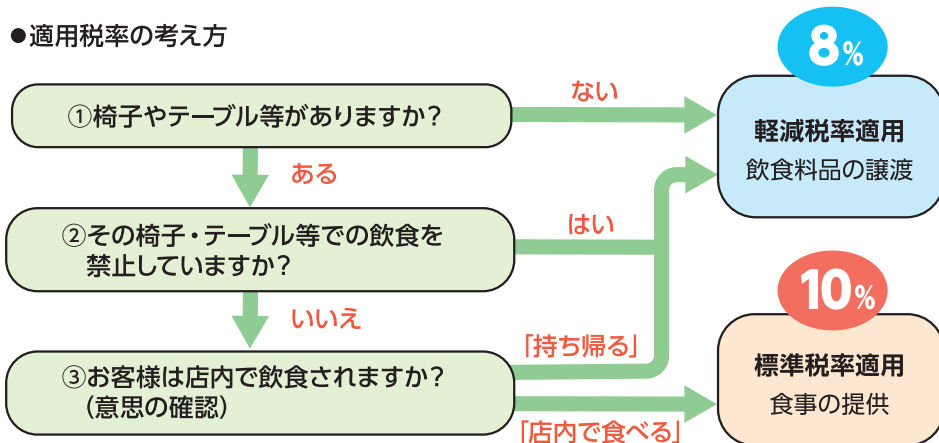 ●適用税率の考え方
①椅子やテーブル等がありますか?
ない
8%
軽減税率適用
飲食料品の譲渡
ある
②その椅子・テーブル等での飲食を
禁止していますか?
はい
いいえ
③お客様は店内で飲食されますか?
(意思の確認)
「持ち帰る」
「店内で食べる」
10%
標準税率適用
食事の提供